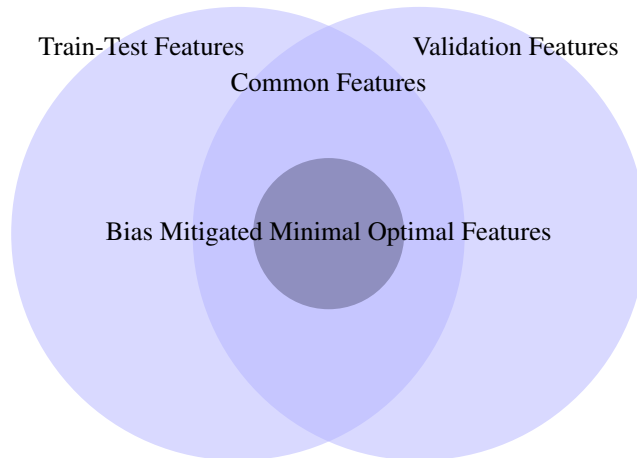 Train-Test Features
Validation Features
Common Features
Bias Mitigated Minimal Optimal Features